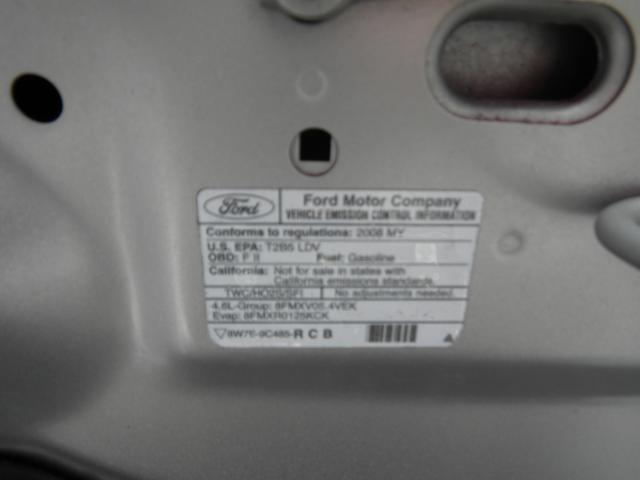 Ford
Ford Motor Company
VEHICLE EMISSION CONTROL INFORMATION
Conforms to regulations: 2008 MY
U.S. EPA: T2B5 LDV
OBD: F II Fuel: Gasoline
California: Not for sale in states with
California emissions standards.
TWC/HO2S/SFI No adjustments needed.
4.6L-Group: 8FMXV05.4VEK
Evap: 8FMXR0125KCK
8W7E-9C485-RCB